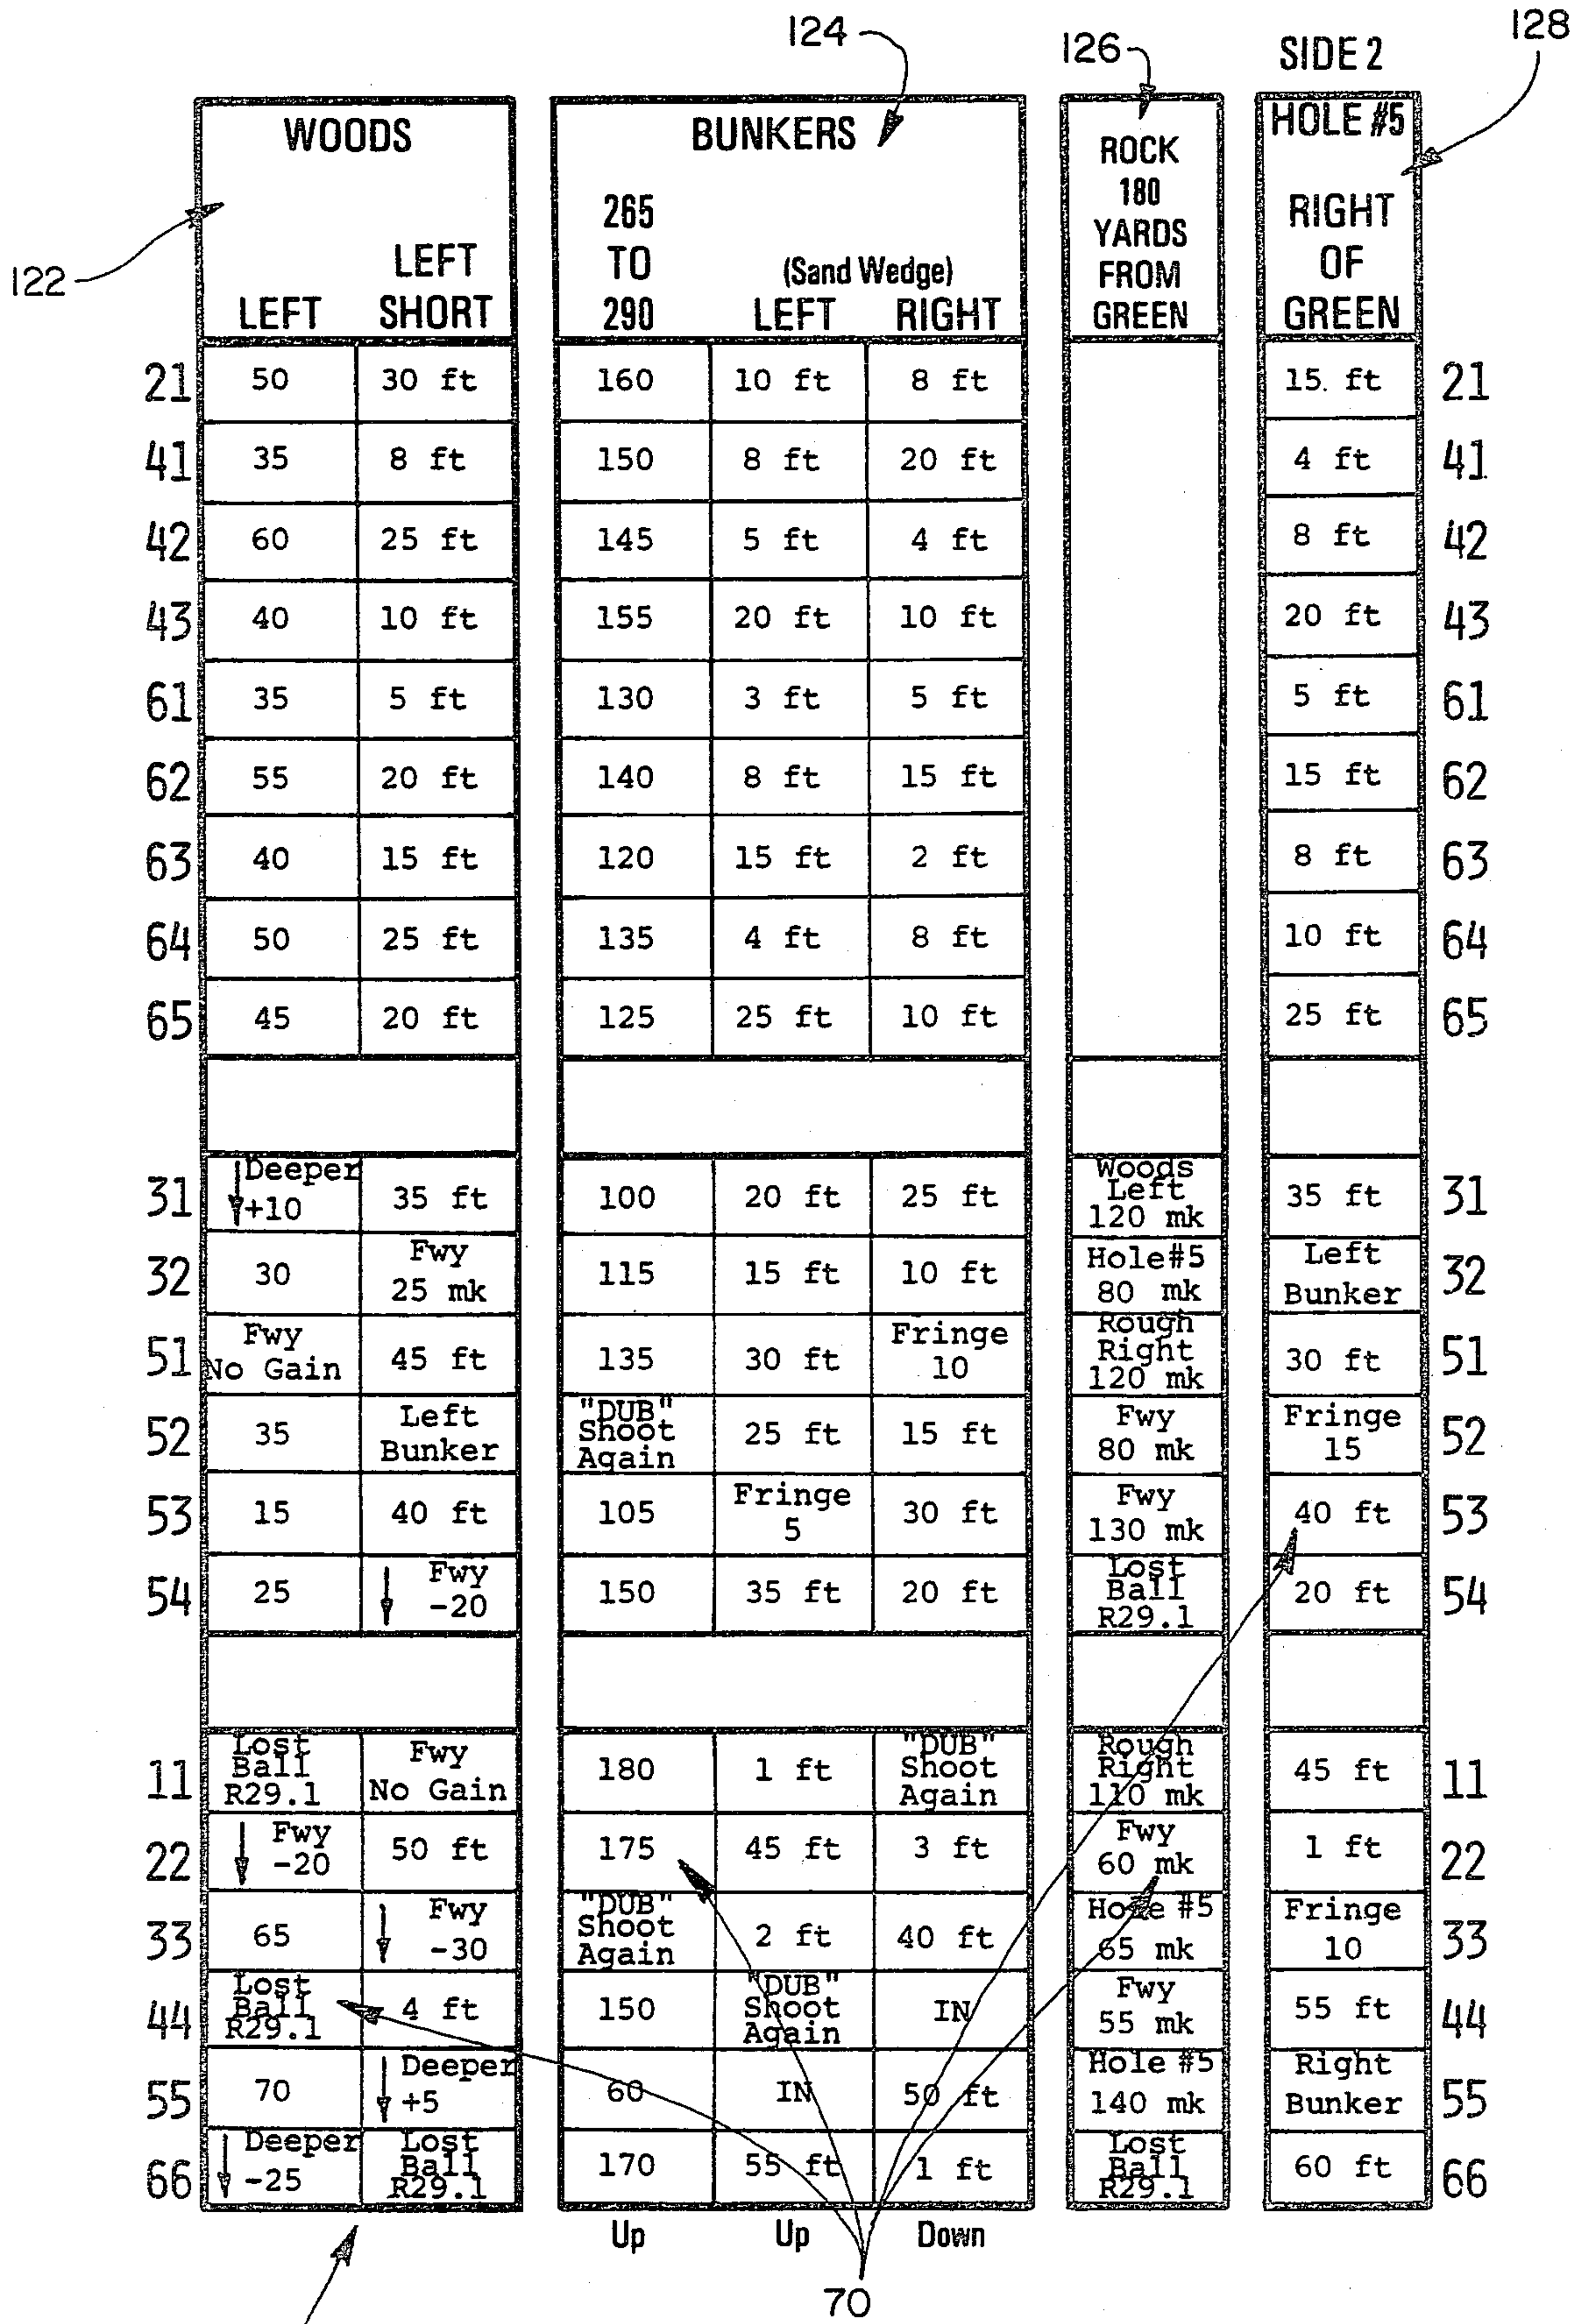 124
126
SIDE 2
128
WOODS
BUNKERS
ROCK
180
YARDS
FROM
GREEN
HOLE #5
RIGHT
OF
GREEN
122
LEFT
LEFT
SHORT
265
TO
290
(Sand Wedge)
LEFT RIGHT
21 50 30 ft 160 10 ft 8 ft 15. ft 21
41 35 8 ft 150 8 ft 20 ft 4 ft 41
42 60 25 ft 145 5 ft 4 ft 8 ft 42
43 40 10 ft 155 20 ft 10 ft 20 ft 43
61 35 5 ft 130 3 ft 5 ft 5 ft 61
62 55 20 ft 140 8 ft 15 ft 15 ft 62
63 40 15 ft 120 15 ft 2 ft 8 ft 63
64 50 25 ft 135 4 ft 8 ft 10 ft 64
65 45 20 ft 125 25 ft 10 ft 25 ft 65
31 ↓Deeper +10 35 ft 100 20 ft 25 ft Woods Left 120 mk 35 ft 31
32 30 Fwy 25 mk 115 15 ft 10 ft Hole#5 80 mk Left Bunker 32
51 Fwy No Gain 45 ft 135 30 ft Fringe 10 Rough Right 120 mk 30 ft 51
52 35 Left Bunker "DUB" Shoot Again 25 ft 15 ft Fwy 80 mk Fringe 15 52
53 15 40 ft 105 Fringe 5 30 ft Fwy 130 mk 40 ft 53
54 25 ↓ Fwy -20 150 35 ft 20 ft Lost Ball R29.1 20 ft 54
11 Lost Ball R29.1 Fwy No Gain 180 1 ft "DUB" Shoot Again Rough Right 110 mk 45 ft 11
22 ↓ Fwy -20 50 ft 175 45 ft 3 ft Fwy 60 mk 1 ft 22
33 65 ↓ Fwy -30 "DUB" Shoot Again 2 ft 40 ft Hole #5 65 mk Fringe 10 33
44 Lost Ball R29.1 4 ft 150 "DUB" Shoot Again IN Fwy 55 mk 55 ft 44
55 70 ↓ Deeper +5 60 IN 50 ft Hole #5 140 mk Right Bunker 55
66 ↓ Deeper -25 Lost Ball R29.1 170 55 ft 1 ft Lost Ball R29.1 60 ft 66
Up Up Down
70